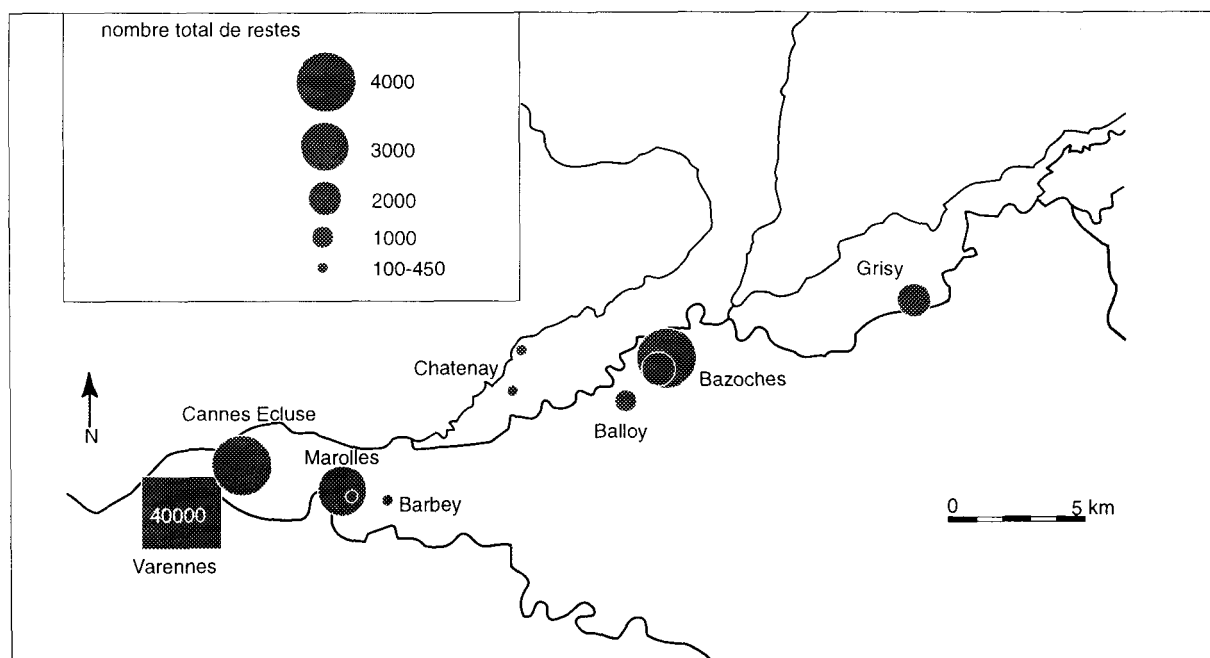 nombre total de restes
4000
3000
2000
1000
100-450
Grisy
Chatenay
Bazoches
Balloy
Cannes Ecluse
Marolles
Barbey
N
40000
Varennes
0 5 km